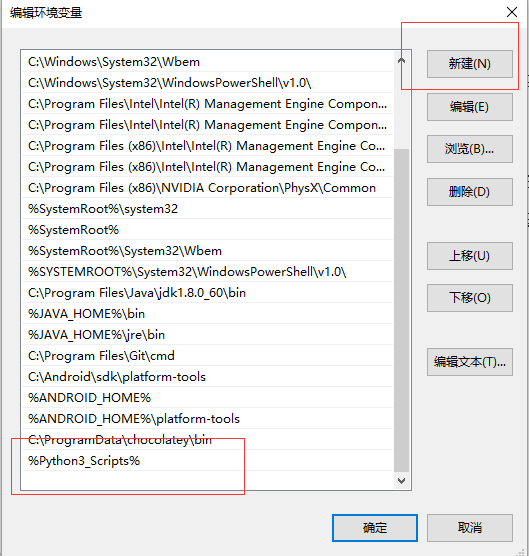 编辑环境变量
C:\Windows\System32\Wbem
C:\Windows\System32\WindowsPowerShell\v1.0\
C:\Program Files\Intel\Intel(R) Management Engine Compon...
C:\Program Files\Intel\Intel(R) Management Engine Compon...
C:\Program Files (x86)\Intel\Intel(R) Management Engine Co...
C:\Program Files (x86)\Intel\Intel(R) Management Engine Co...
C:\Program Files (x86)\NVIDIA Corporation\PhysX\Common
%SystemRoot%\system32
%SystemRoot%
%SystemRoot%\System32\Wbem
%SYSTEMROOT%\System32\WindowsPowerShell\v1.0\
C:\Program Files\Java\jdk1.8.0_60\bin
%JAVA_HOME%\bin
%JAVA_HOME%\jre\bin
C:\Program Files\Git\cmd
C:\Android\sdk\platform-tools
%ANDROID_HOME%
%ANDROID_HOME%\platform-tools
C:\ProgramData\chocolatey\bin
%Python3_Scripts%
新建(N)
编辑(E)
浏览(B)...
删除(D)
上移(U)
下移(O)
编辑文本(T)...
确定
取消